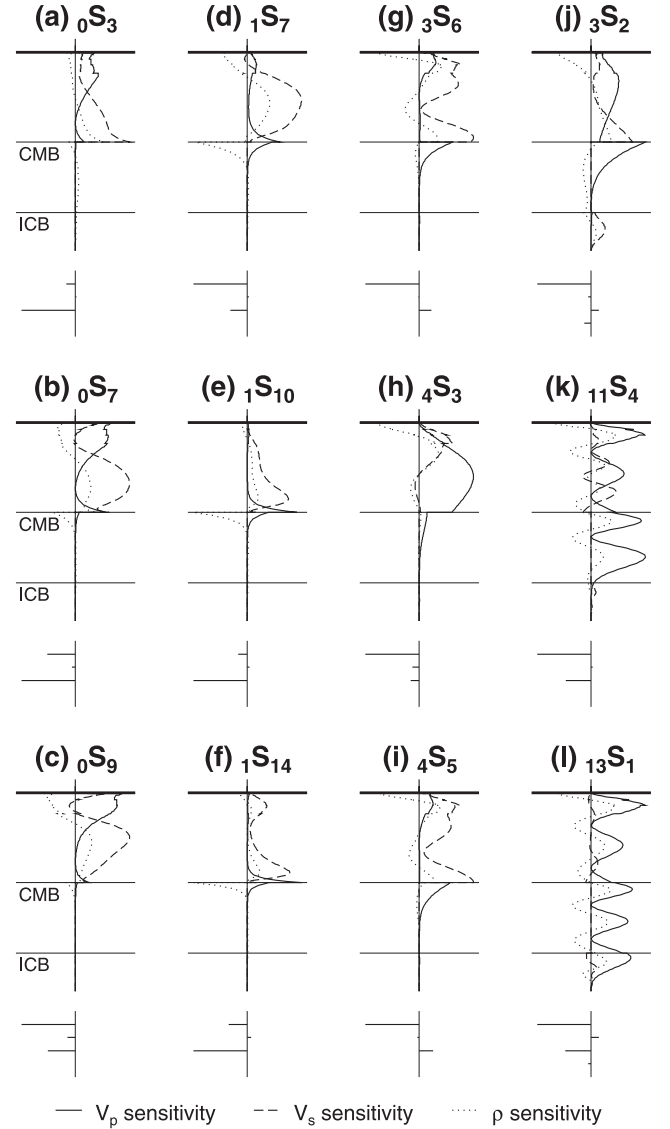 (a) ₀S₃ (d) ₁S₇ (g) ₃S₆ (j) ₃S₂
CMB
ICB
(b) ₀S₇ (e) ₁S₁₀ (h) ₄S₃ (k) ₁₁S₄
CMB
ICB
(c) ₀S₉ (f) ₁S₁₄ (i) ₄S₅ (l) ₁₃S₁
CMB
ICB
Vₚ sensitivity Vₛ sensitivity ρ sensitivity